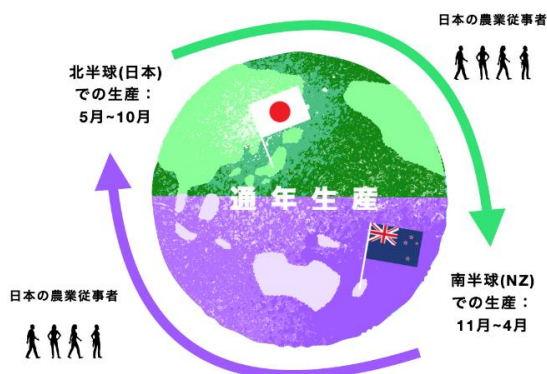 日本の農業従事者
北半球(日本)
での生産：
5月~10月
通年生産
南半球(NZ)
での生産：
11月~4月
日本の農業従事者